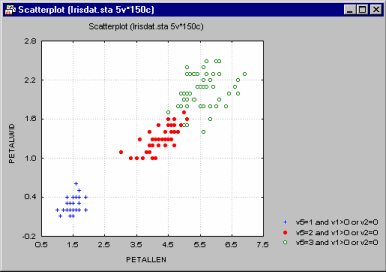 Scatterplot (Irisdat.sta 5v*150c)
Scatterplot (Irisdat.sta 5v*150c)
2.8
2.2
1.6
1.0
0.4
-0.2
0.5
1.5
2.5
3.5
4.5
5.5
6.5
7.5
PETALWID
PETALLEN
v5=1 and v1>0 or v2=0
v5=2 and v1>0 or v2=0
v5=3 and v1>0 or v2=0